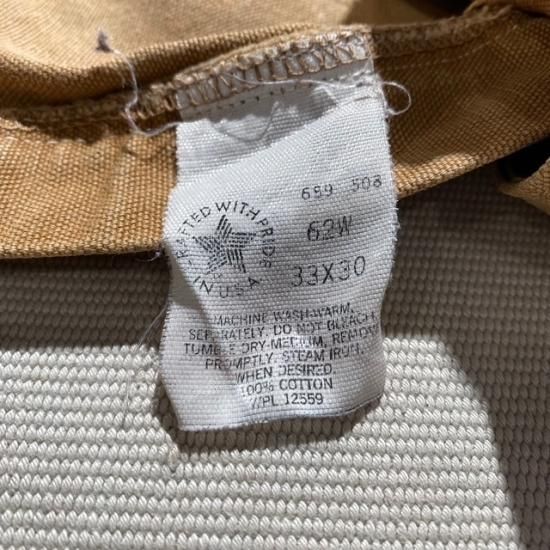 659 503
CRAFTED WITH PRIDE
IN U.S.A.
62W
33X30
MACHINE WASH-WARM,
SEPARATELY. DO NOT BLEACH.
TUMBLE DRY-MEDIUM, REMOVE
PROMPTLY. STEAM IRON,
WHEN DESIRED.
100% COTTON
WPL 12559